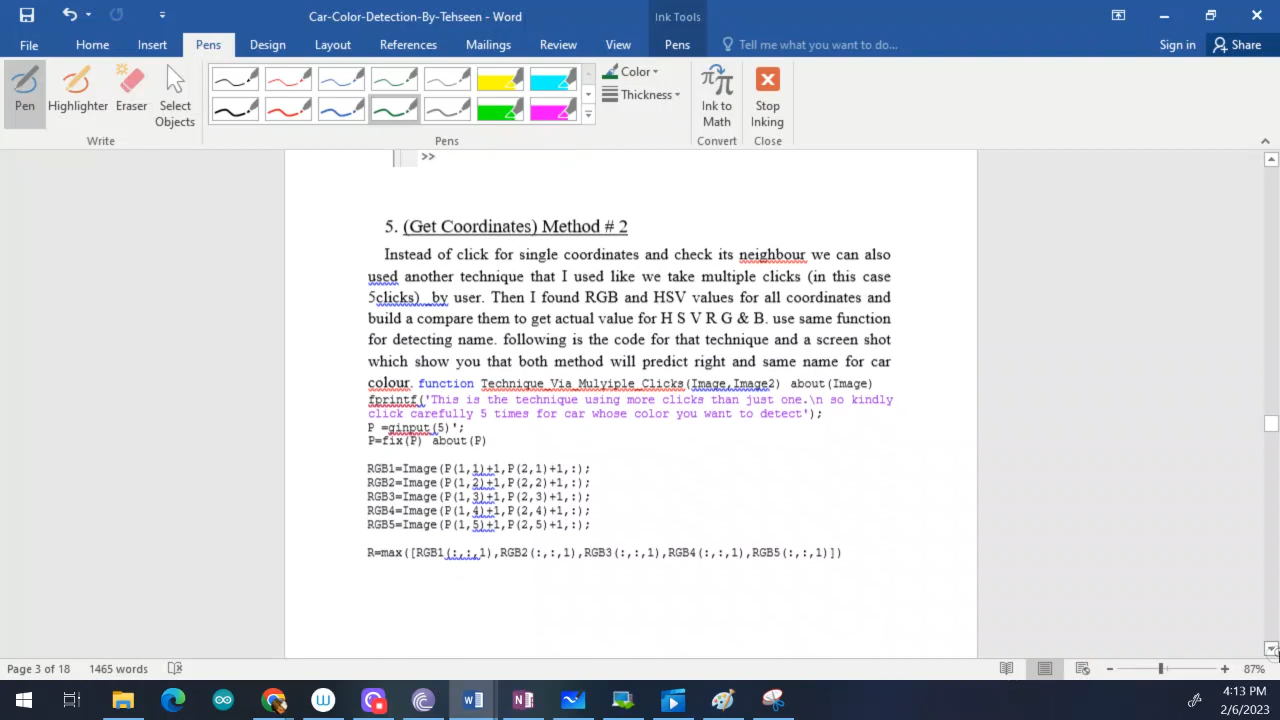 Car-Color-Detection-By-Tehseen - Word
Ink Tools
File Home Insert Pens Design Layout References Mailings Review View Pens Tell me what you want to do... Sign in Share
Pen Highlighter Eraser Select Objects
Color
Thickness
Ink to Math
Stop Inking
Write Pens Convert Close
>>
5. (Get Coordinates) Method # 2
Instead of click for single coordinates and check its neighbour we can also
used another technique that I used like we take multiple clicks (in this case
5clicks) by user. Then I found RGB and HSV values for all coordinates and
build a compare them to get actual value for H S V R G & B. use same function
for detecting name. following is the code for that technique and a screen shot
which show you that both method will predict right and same name for car
colour. function Technique_Via_Mulyiple_Clicks(Image,Image2) about(Image)
fprintf('This is the technique using more clicks than just one.\n so kindly
click carefully 5 times for car whose color you want to detect');
P =ginput(5)';
P=fix(P) about(P)
RGB1=Image(P(1,1)+1,P(2,1)+1,:);
RGB2=Image(P(1,2)+1,P(2,2)+1,:);
RGB3=Image(P(1,3)+1,P(2,3)+1,:);
RGB4=Image(P(1,4)+1,P(2,4)+1,:);
RGB5=Image(P(1,5)+1,P(2,5)+1,:);
R=max([RGB1(:,:,1),RGB2(:,:,1),RGB3(:,:,1),RGB4(:,:,1),RGB5(:,:,1)])
Page 3 of 18 1465 words 87%
4:13 PM
2/6/2023